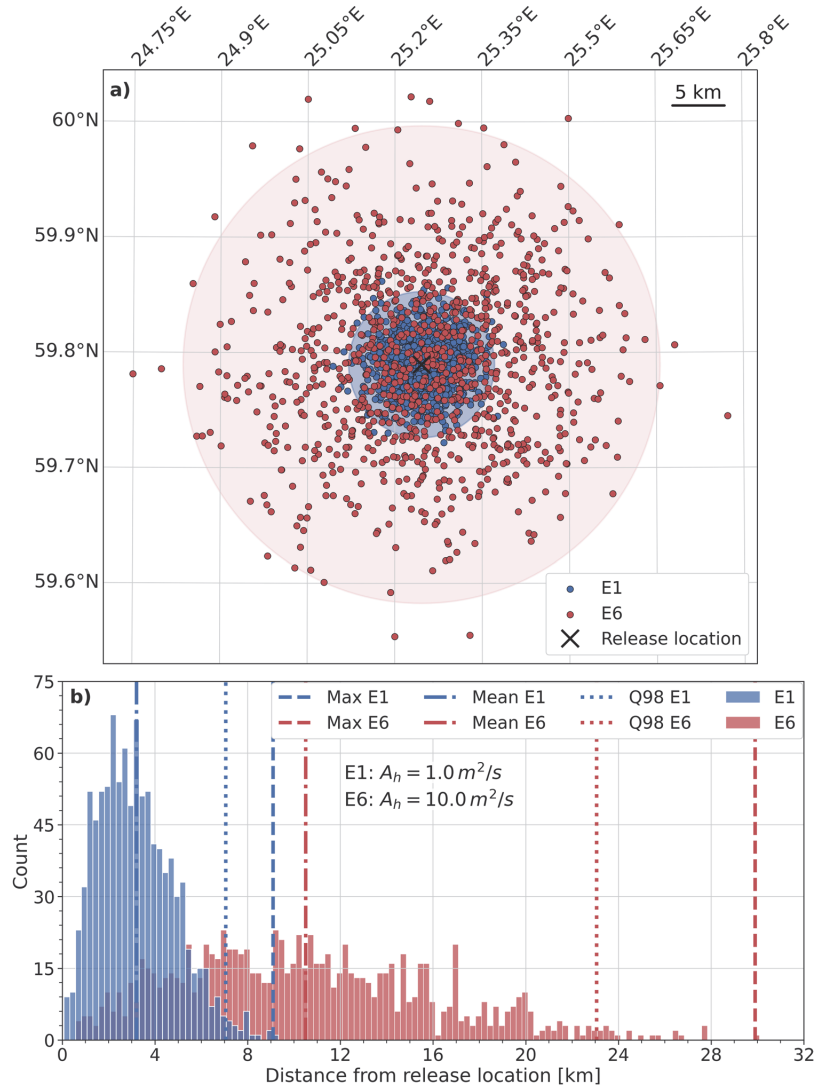 24.75°E 24.9°E 25.05°E 25.2°E 25.35°E 25.5°E 25.65°E 25.8°E
a)
5 km
60°N
59.9°N
59.8°N
59.7°N
59.6°N
E1
E6
Release location
b)
Max E1 Mean E1 Q98 E1 E1
Max E6 Mean E6 Q98 E6 E6
E1: Aₕ = 1.0 m²/s
E6: Aₕ = 10.0 m²/s
75
60
45
30
15
0
Count
0 4 8 12 16 20 24 28 32
Distance from release location [km]